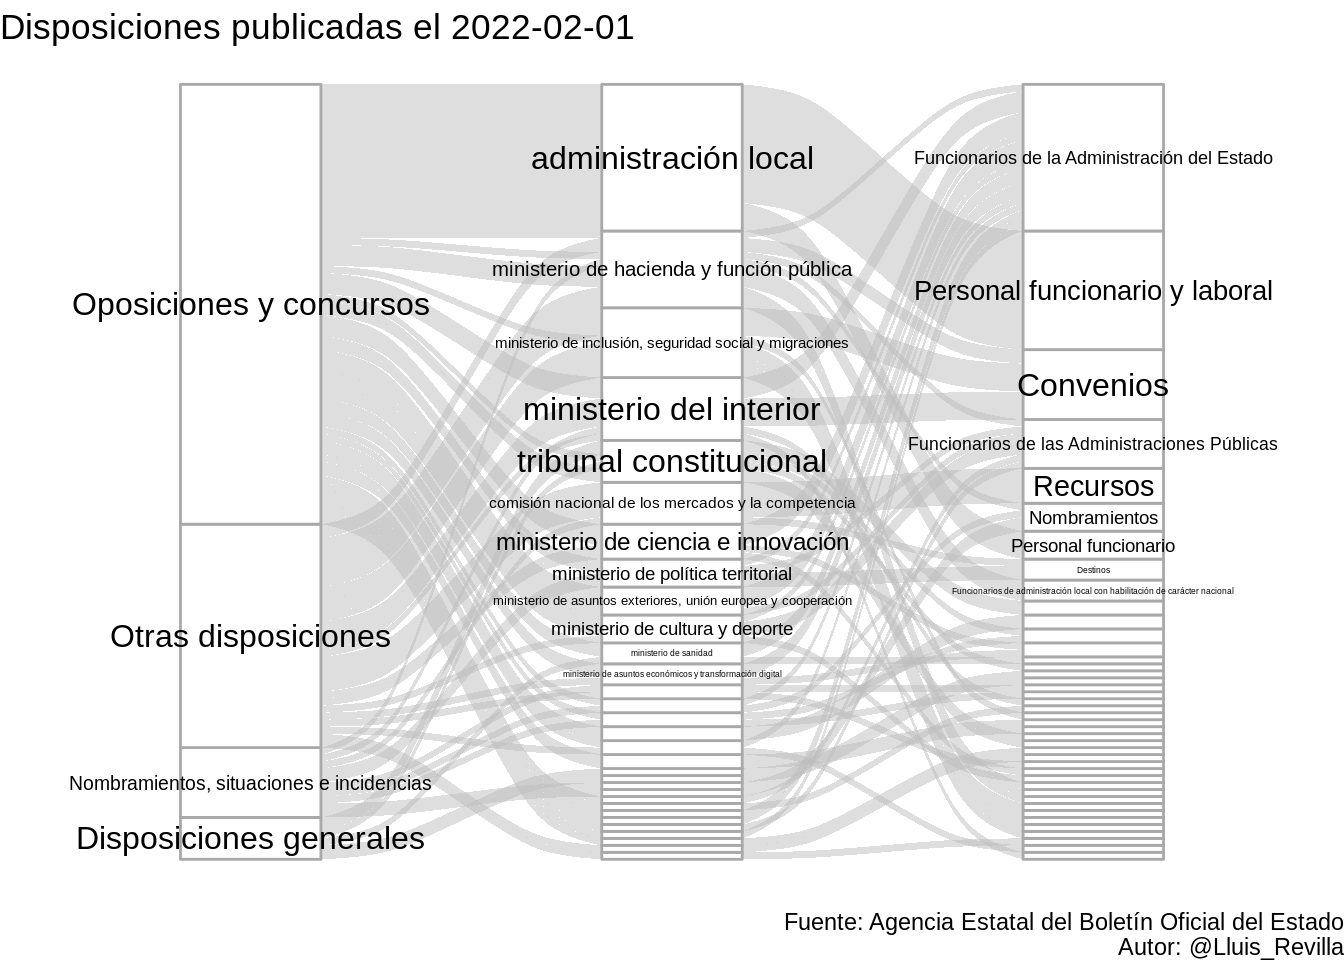 Disposiciones publicadas el 2022-02-01
Oposiciones y concursos
Otras disposiciones
Nombramientos, situaciones e incidencias
Disposiciones generales
administración local
ministerio de hacienda y función pública
ministerio de inclusión, seguridad social y migraciones
ministerio del interior
tribunal constitucional
comisión nacional de los mercados y la competencia
ministerio de ciencia e innovación
ministerio de política territorial
ministerio de asuntos exteriores, unión europea y cooperación
ministerio de cultura y deporte
ministerio de sanidad
ministerio de asuntos económicos y transformación digital
Funcionarios de la Administración del Estado
Personal funcionario y laboral
Convenios
Funcionarios de las Administraciones Públicas
Recursos
Nombramientos
Personal funcionario
Destinos
Funcionarios de administración local con habilitación de carácter nacional
Fuente: Agencia Estatal del Boletín Oficial del Estado
Autor: @Lluis_Revilla